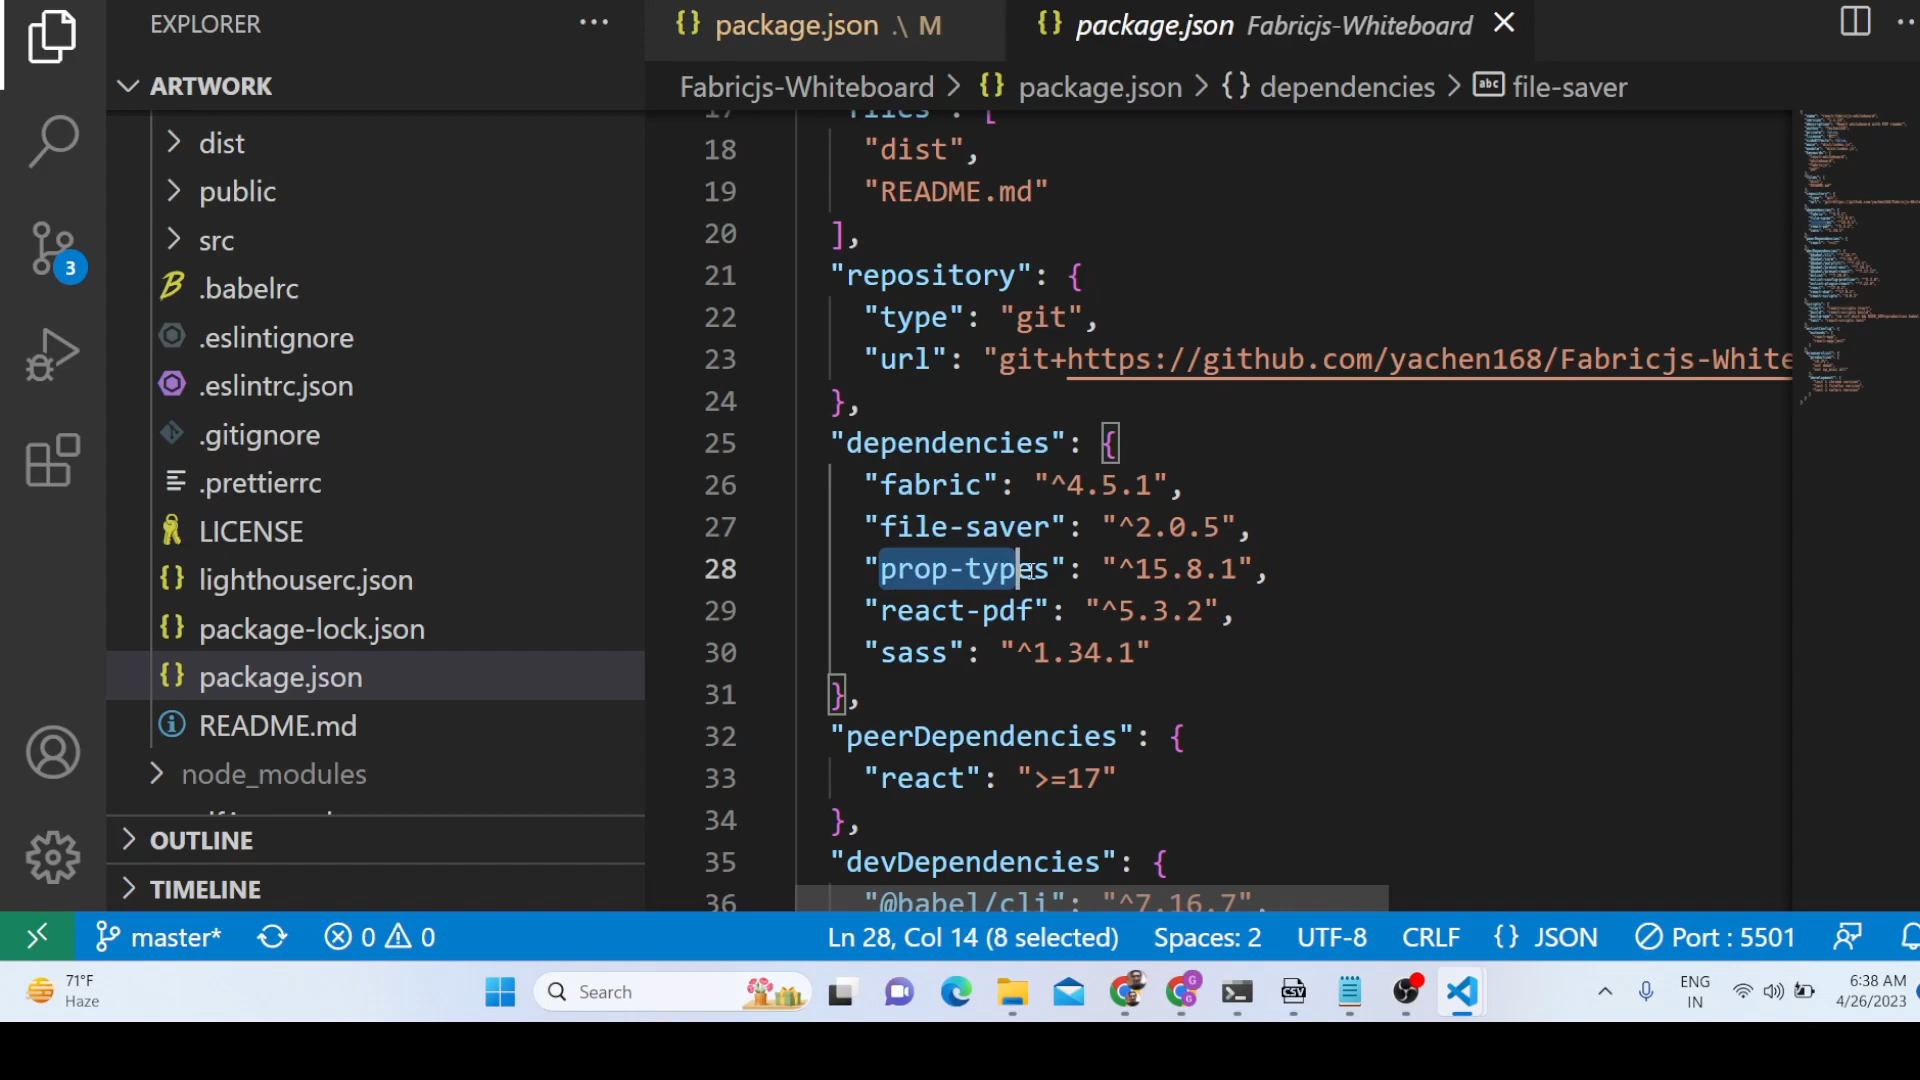 EXPLORER
ARTWORK
dist
public
src
.babelrc
.eslintignore
.eslintrc.json
.gitignore
.prettierrc
LICENSE
lighthouserc.json
package-lock.json
package.json
README.md
node_modules
OUTLINE
TIMELINE
package.json .\ M
package.json Fabricjs-Whiteboard
Fabricjs-Whiteboard > {} package.json > {} dependencies > abc file-saver
17 "files": [
18 "dist",
19 "README.md"
20 ],
21 "repository": {
22 "type": "git",
23 "url": "git+https://github.com/yachen168/Fabricjs-White
24 },
25 "dependencies": {
26 "fabric": "^4.5.1",
27 "file-saver": "^2.0.5",
28 "prop-types": "^15.8.1",
29 "react-pdf": "^5.3.2",
30 "sass": "^1.34.1"
31 },
32 "peerDependencies": {
33 "react": ">=17"
34 },
35 "devDependencies": {
36 "@babel/cli": "^7.16.7",
3
master* 0 0 Ln 28, Col 14 (8 selected) Spaces: 2 UTF-8 CRLF {} JSON Port : 5501
71°F
Haze
Search
CSV
G
G
ENG
IN
6:38 AM
4/26/2023